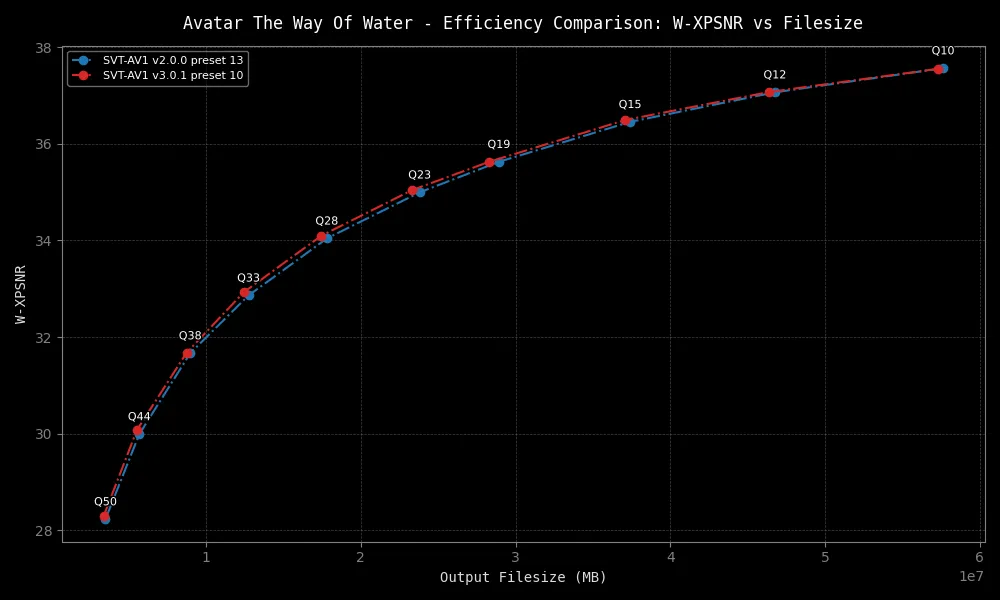 Avatar The Way Of Water - Efficiency Comparison: W-XPSNR vs Filesize
SVT-AV1 v2.0.0 preset 13
SVT-AV1 v3.0.1 preset 10
Q10
Q12
Q15
Q19
Q23
Q28
Q33
Q38
Q44
Q50
38
36
34
32
30
28
W-XPSNR
1 2 3 4 5 6
1e7
Output Filesize (MB)